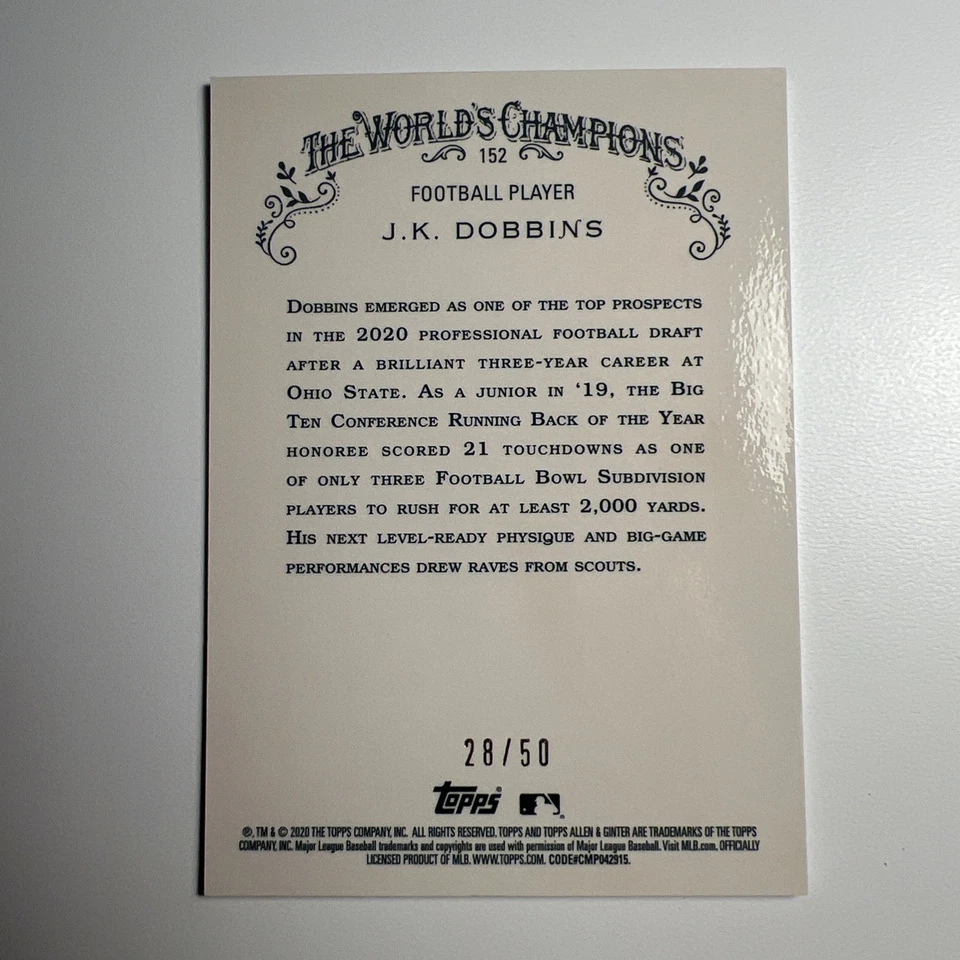 THE WORLD'S CHAMPIONS
152
FOOTBALL PLAYER
J.K. DOBBINS
DOBBINS EMERGED AS ONE OF THE TOP PROSPECTS
IN THE 2020 PROFESSIONAL FOOTBALL DRAFT
AFTER A BRILLIANT THREE-YEAR CAREER AT
OHIO STATE. AS A JUNIOR IN '19, THE BIG
TEN CONFERENCE RUNNING BACK OF THE YEAR
HONOREE SCORED 21 TOUCHDOWNS AS ONE
OF ONLY THREE FOOTBALL BOWL SUBDIVISION
PLAYERS TO RUSH FOR AT LEAST 2,000 YARDS.
HIS NEXT LEVEL-READY PHYSIQUE AND BIG-GAME
PERFORMANCES DREW RAVES FROM SCOUTS.
28/50
Topps®
®, TM & © 2020 THE TOPPS COMPANY, INC. ALL RIGHTS RESERVED. TOPPS AND TOPPS ALLEN & GINTER ARE TRADEMARKS OF THE TOPPS
COMPANY, INC. Major League Baseball trademarks and copyrights are used with permission of Major League Baseball. Visit MLB.com. OFFICIALLY
LICENSED PRODUCT OF MLB. WWW.TOPPS.COM. CODE#CMP042915.